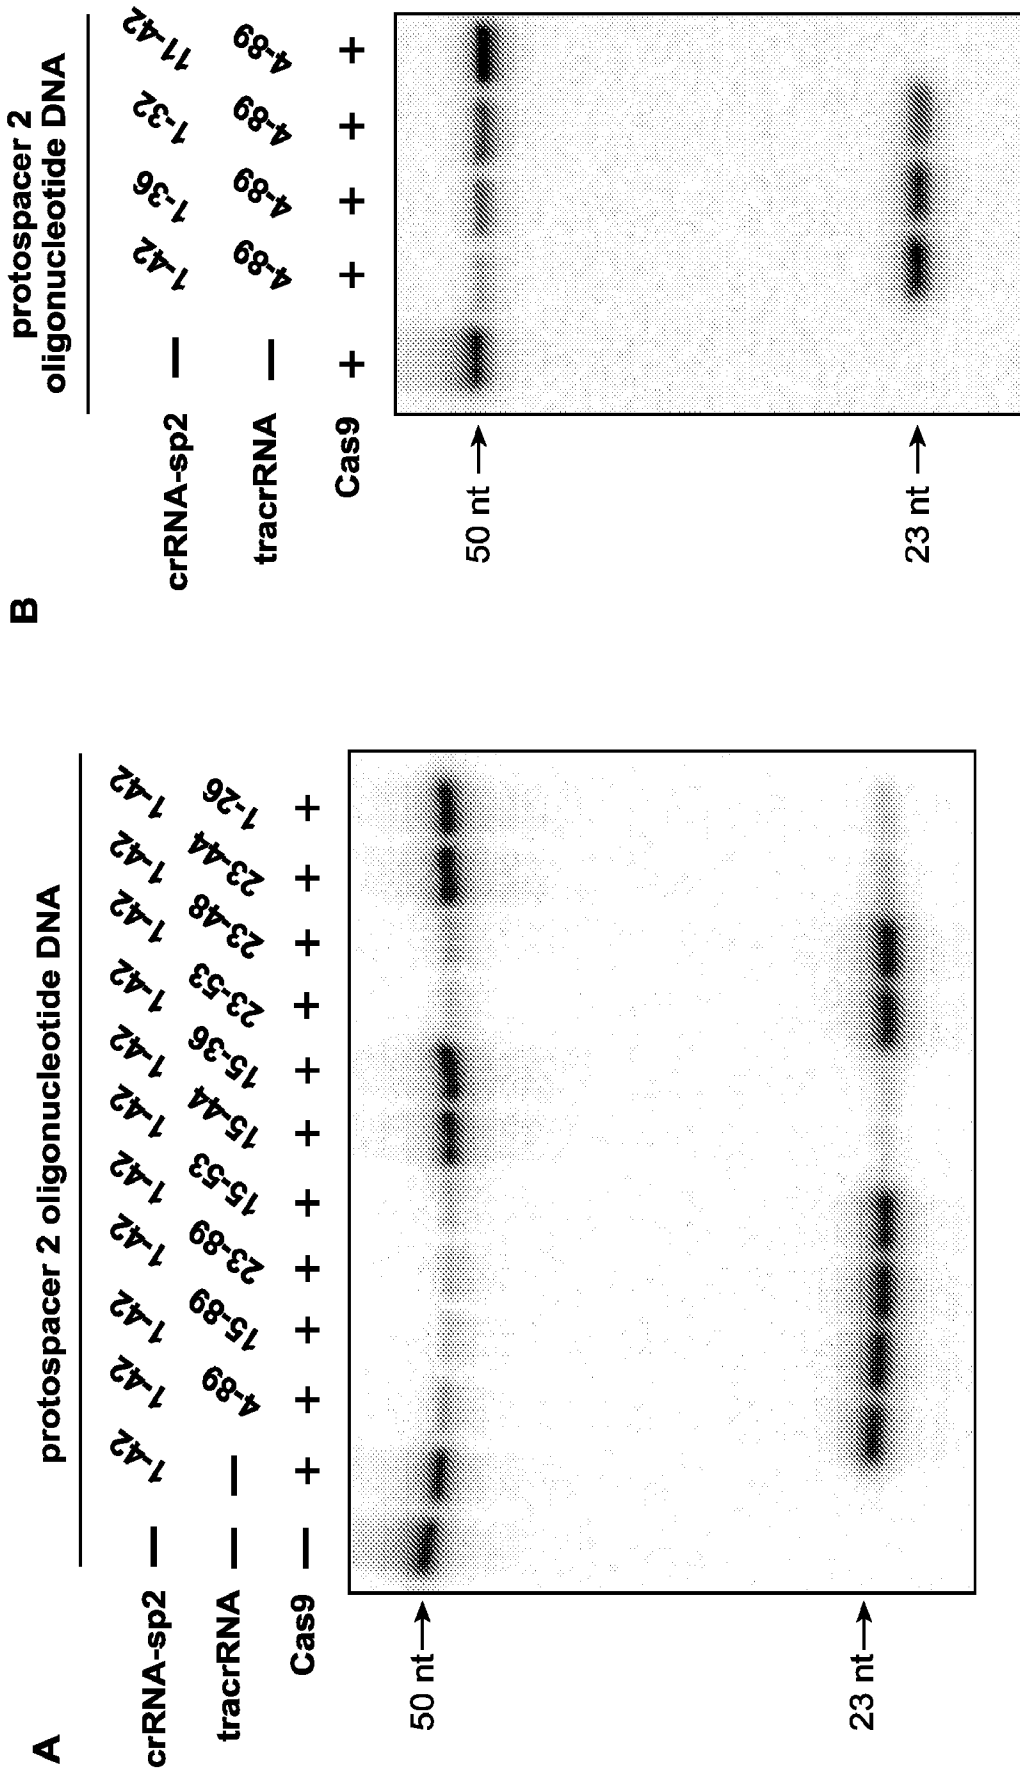 A
protospacer 2 oligonucleotide DNA
crRNA-sp2 — 1-42 1-42 1-42 1-42 1-42 1-42 1-42 1-42 1-42 1-42 1-42
tracrRNA — — 4-89 15-89 23-89 15-53 15-44 15-36 23-53 23-48 23-44 1-26
Cas9 — + + + + + + + + + + +
50 nt→
23 nt→
B
protospacer 2
oligonucleotide DNA
crRNA-sp2 — 1-42 1-36 1-32 11-42
tracrRNA — 4-89 4-89 4-89 4-89
Cas9 + + + + +
50 nt →
23 nt →